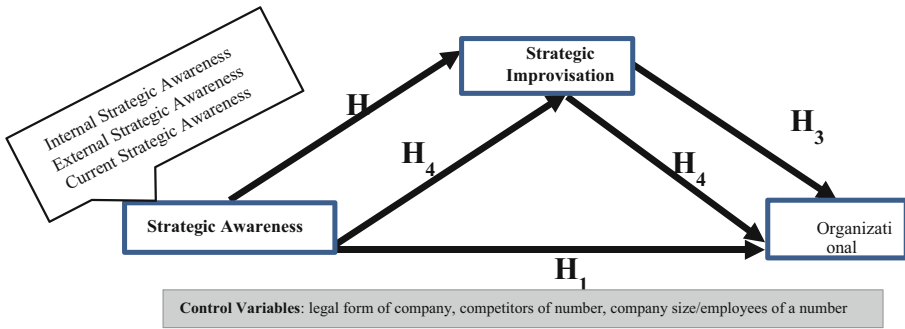 Internal Strategic Awareness
External Strategic Awareness
Current Strategic Awareness
Strategic
Improvisation
H
H4
H4
H3
Strategic Awareness
Organizati
onal
H1
Control Variables: legal form of company, competitors of number, company size/employees of a number